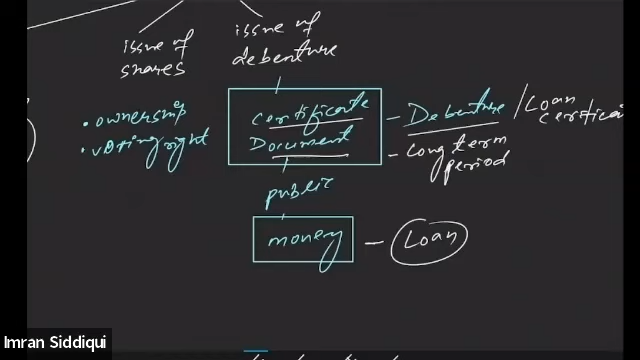 issue of
shares
issue of
debenture
• ownership
• voting right
Certificate
Document
- Debenture / Loan
- Long term
period
public
money - Loan
Imran Siddiqui